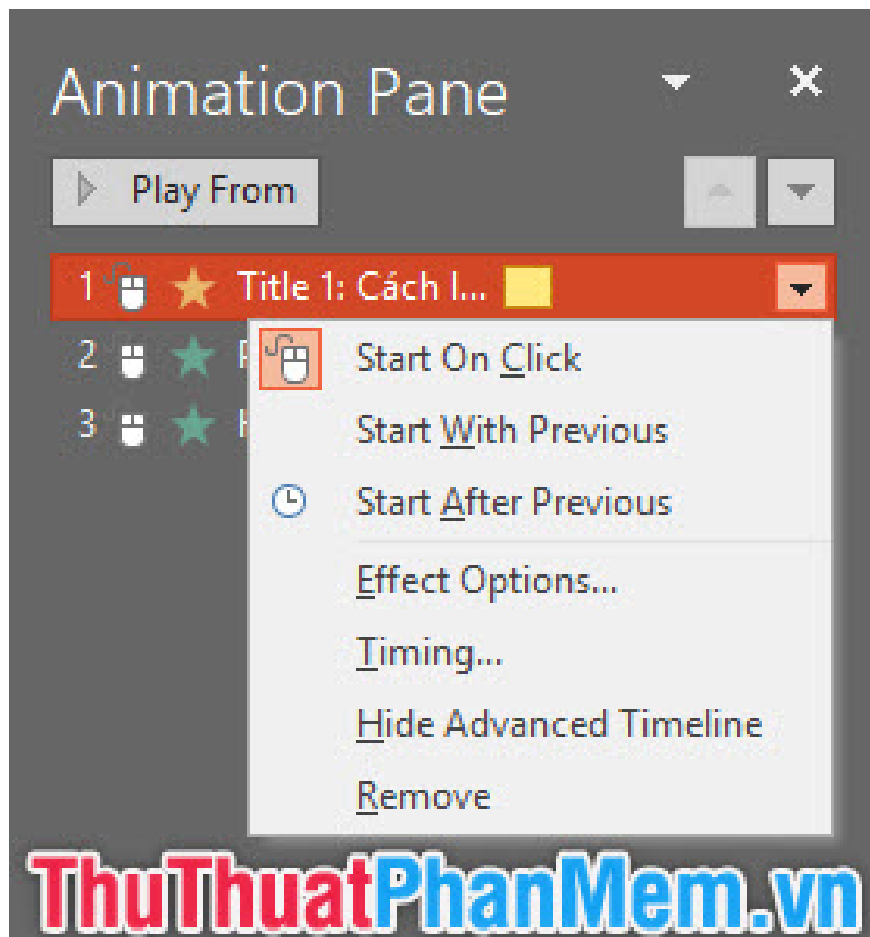 Animation Pane
Play From
1 Title 1: Cách l...
2
3
Start On Click
Start With Previous
Start After Previous
Effect Options...
Timing...
Hide Advanced Timeline
Remove
ThuThuatPhanMem.vn